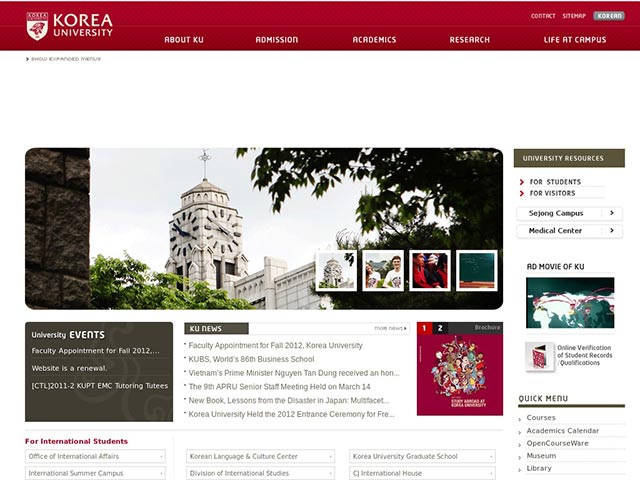 KOREA
UNIVERSITY
CONTACT SITEMAP KOREAN
ABOUT KU ADMISSION ACADEMICS RESEARCH LIFE AT CAMPUS
SHOW EXPANDED MENUS
UNIVERSITY RESOURCES
FOR STUDENTS
FOR VISITORS
Sejong Campus
Medical Center
AD MOVIE OF KU
Online Verification
of Student Records
/Qualifications
QUICK MENU
Courses
Academics Calendar
OpenCourseWare
Museum
Library
University EVENTS
Faculty Appointment for Fall 2012,...
Website is a renewal.
[CTL]2011-2 KUPT EMC Tutoring Tutees
KU NEWS more news
Faculty Appointment for Fall 2012, Korea University
KUBS, World's 86th Business School
Vietnam's Prime Minister Nguyen Tan Dung received an hon...
The 9th APRU Senior Staff Meeting Held on March 14
New Book, Lessons from the Disaster in Japan: Multifacet...
Korea University Held the 2012 Entrance Ceremony for Fre...
1 2 Brochure
STUDY ABROAD AT
KOREA UNIVERSITY
For International Students
Office of International Affairs
Korean Language & Culture Center
Korea University Graduate School
International Summer Campus
Division of International Studies
CJ International House